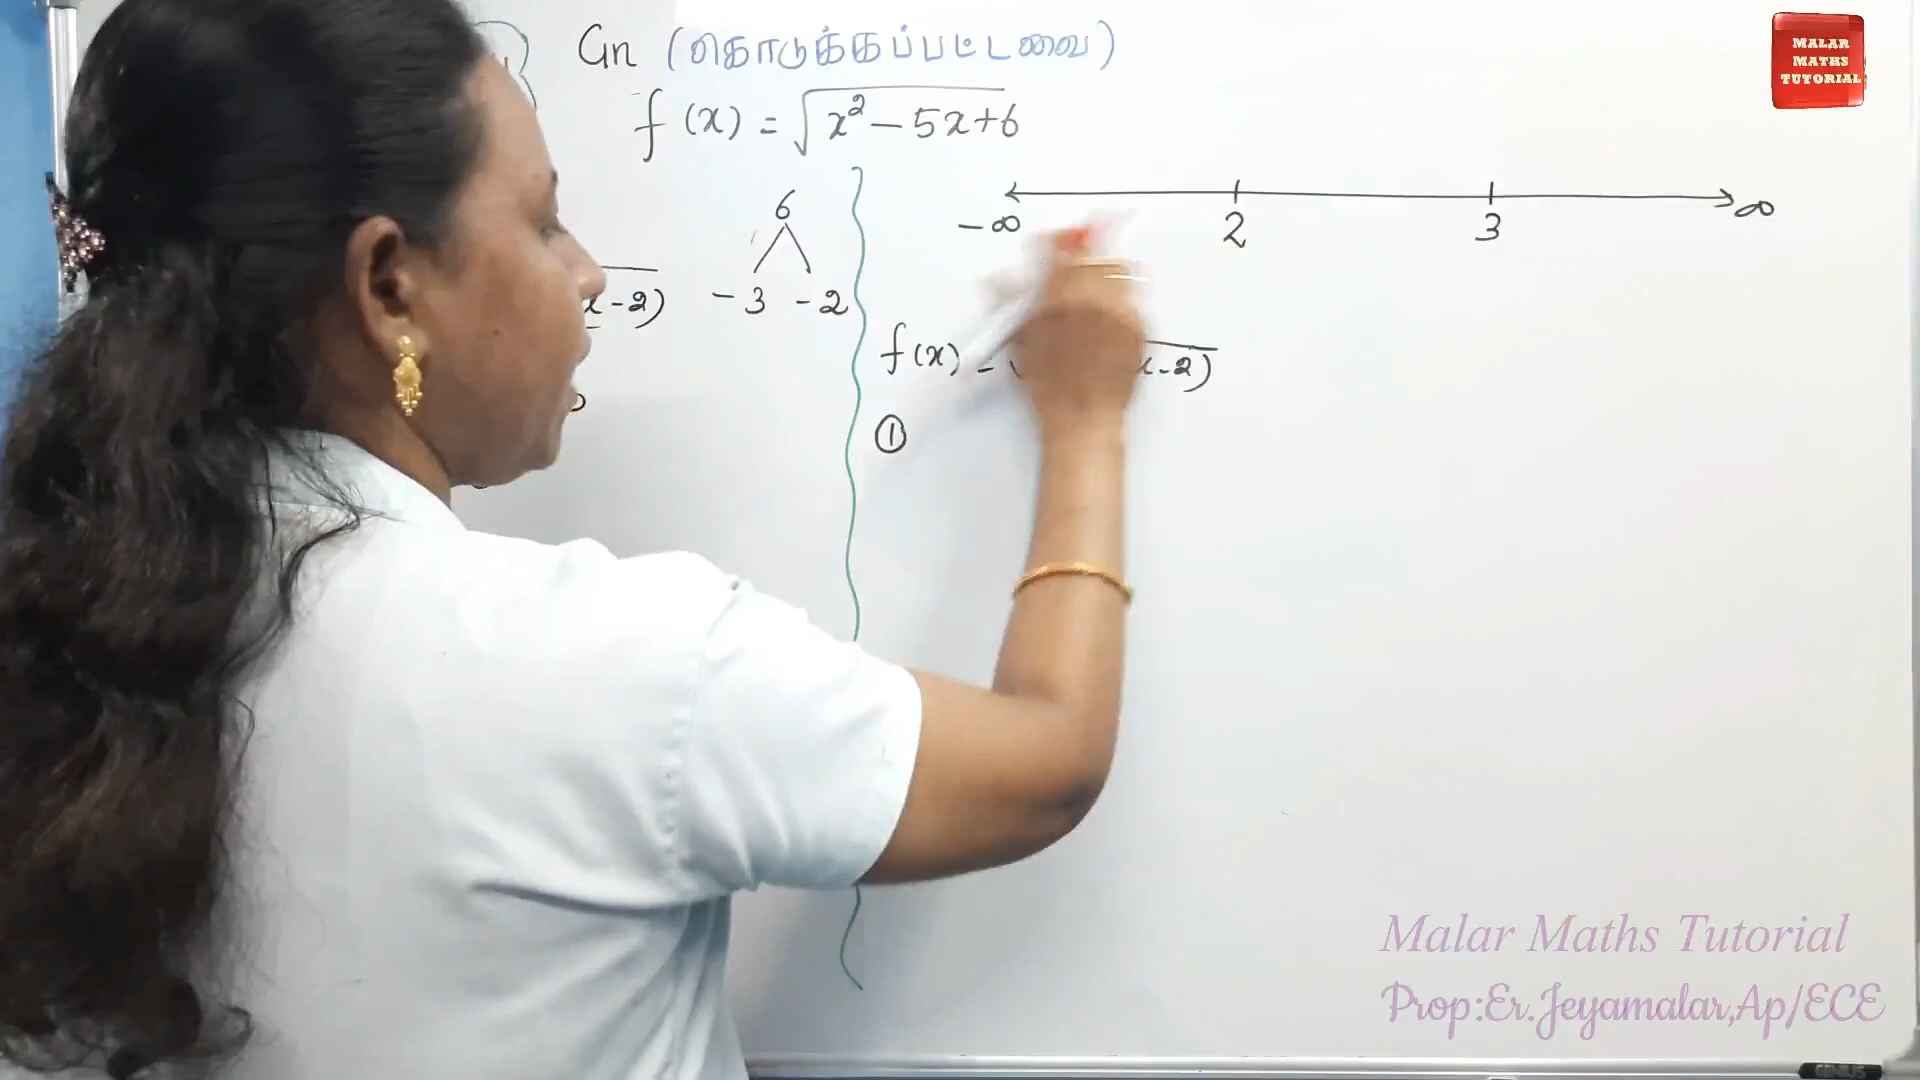 Gn (கொடுக்கப்பட்டவை)
f(x) = √x² - 5x+6
6
-3 -2
x-2)
-∞ 2 3 ∞
f(x) = √ x-2)
①
MALAR
MATHS
TUTORIAL
Malar Maths Tutorial
Prop:Er.Jeyamalar,Ap/ECE